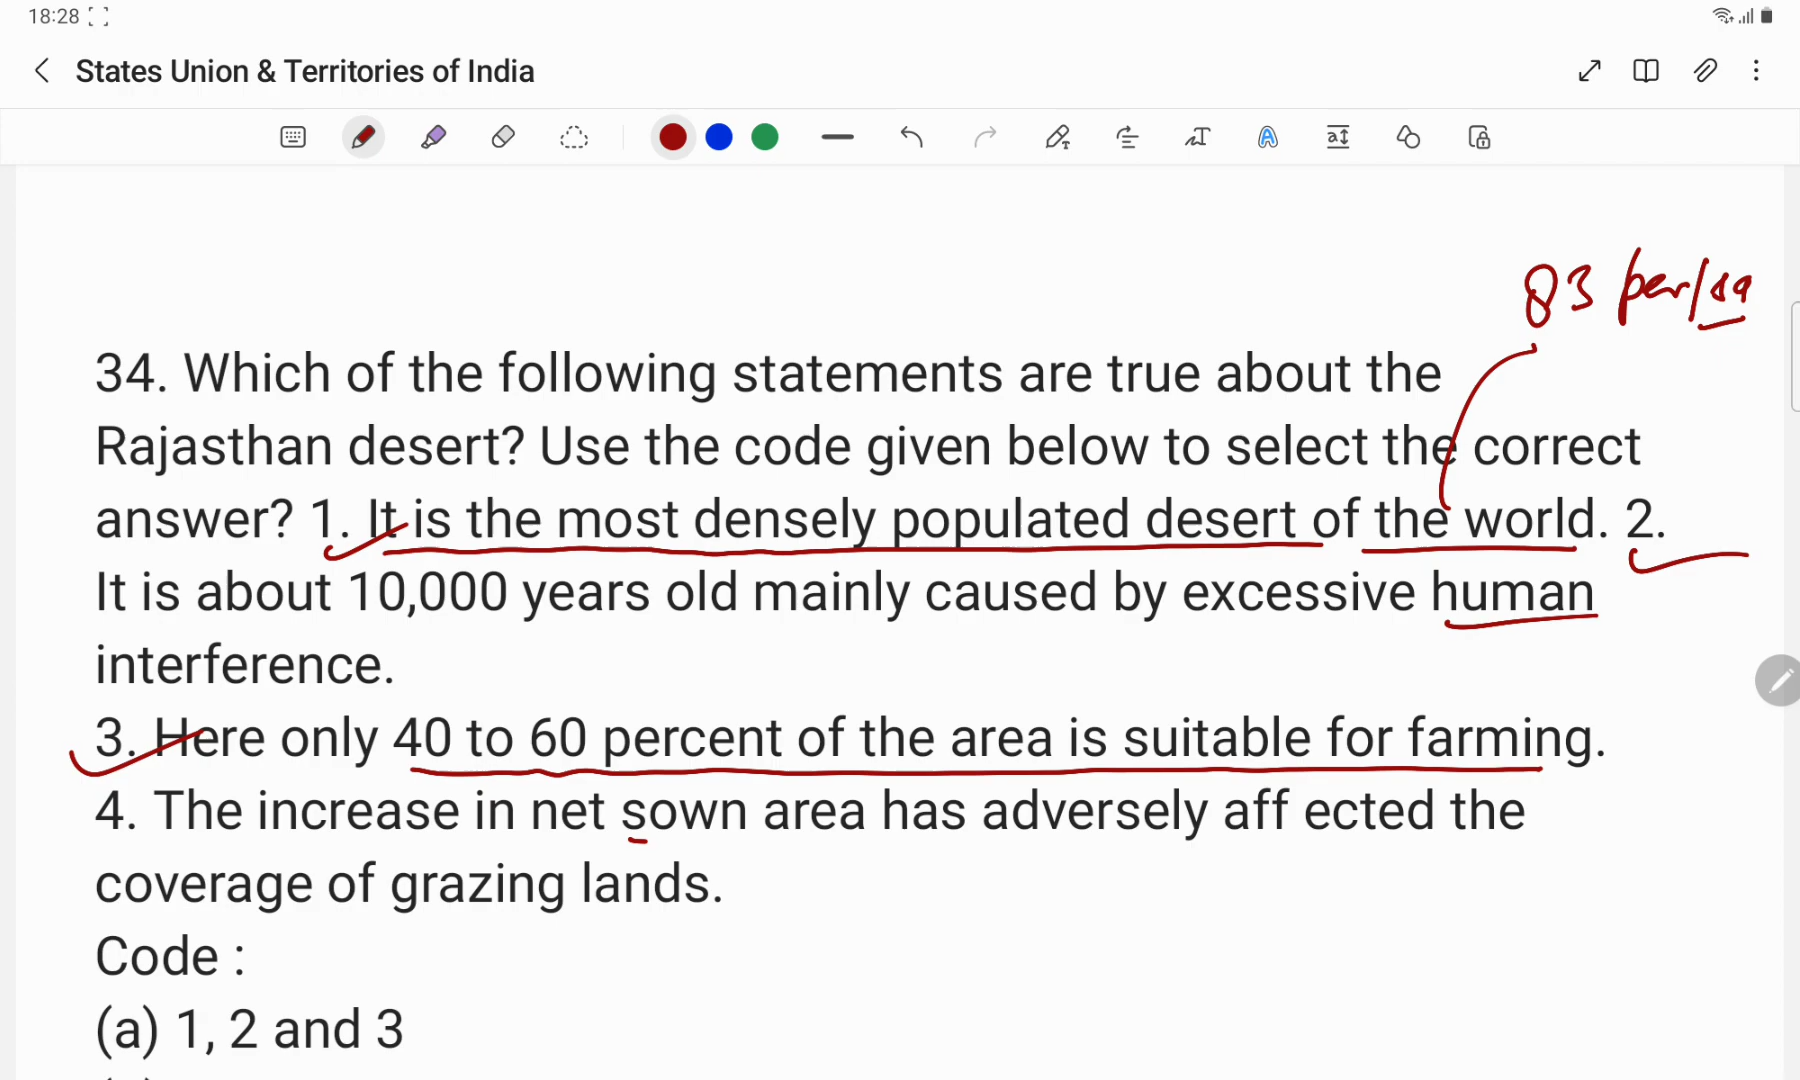 18:28
States Union & Territories of India
83 per/sq
34. Which of the following statements are true about the
Rajasthan desert? Use the code given below to select the correct
answer? 1. It is the most densely populated desert of the world. 2.
It is about 10,000 years old mainly caused by excessive human
interference.
3. Here only 40 to 60 percent of the area is suitable for farming.
4. The increase in net sown area has adversely aff ected the
coverage of grazing lands.
Code :
(a) 1, 2 and 3